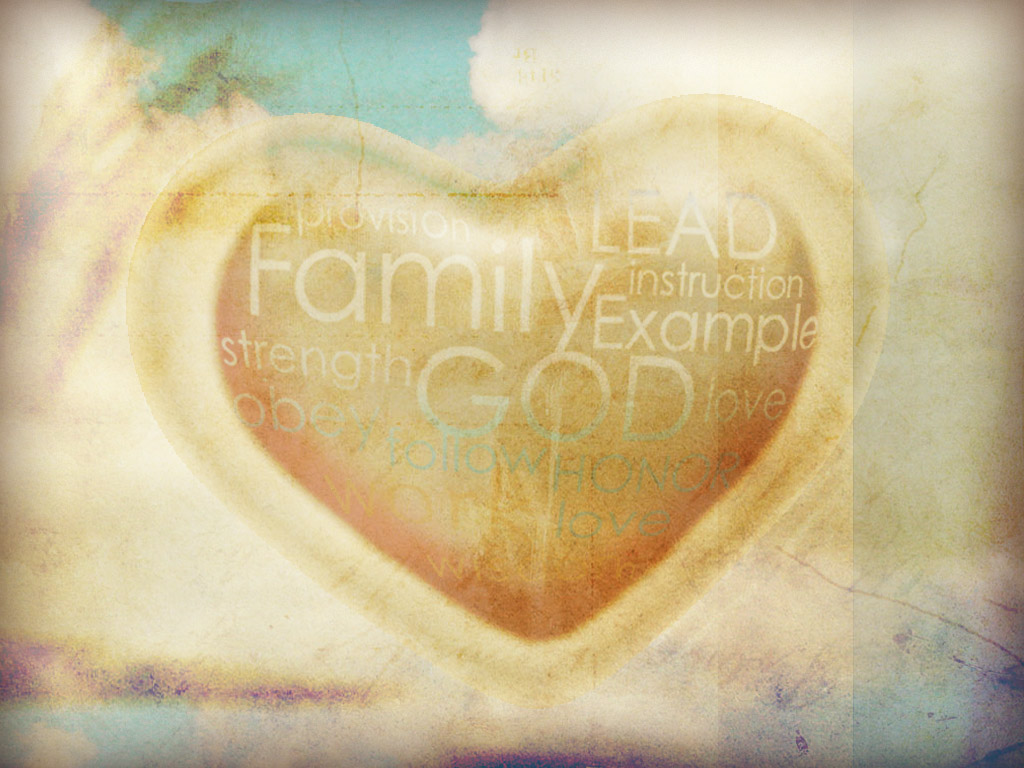 provision
LEAD
Family
instruction
Example
strength
GOD
love
obey
follow
HONOR
love